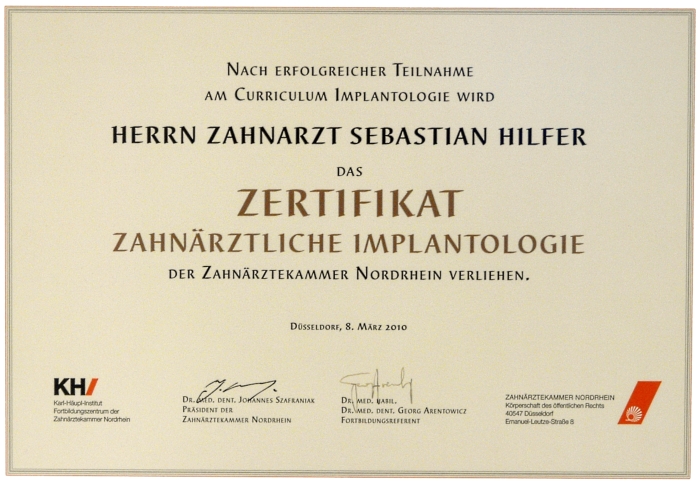 Nach erfolgreicher Teilnahme
am Curriculum Implantologie wird
HERRN ZAHNARZT SEBASTIAN HILFER
DAS
ZERTIFIKAT
ZAHNÄRZTLICHE IMPLANTOLOGIE
der Zahnärztekammer Nordrhein verliehen.
Düsseldorf, 8. März 2010
KH/
Karl-Häupl-Institut
Fortbildungszentrum der
Zahnärztekammer Nordrhein
Dr. med. dent. Johannes Szafraniak
Präsident der
Zahnärztekammer Nordrhein
Dr. med. habil.
Dr. med. dent. Georg Arentowicz
Fortbildungsreferent
ZAHNÄRZTEKAMMER NORDRHEIN
Körperschaft des öffentlichen Rechts
40547 Düsseldorf
Emanuel-Leutze-Straße 8